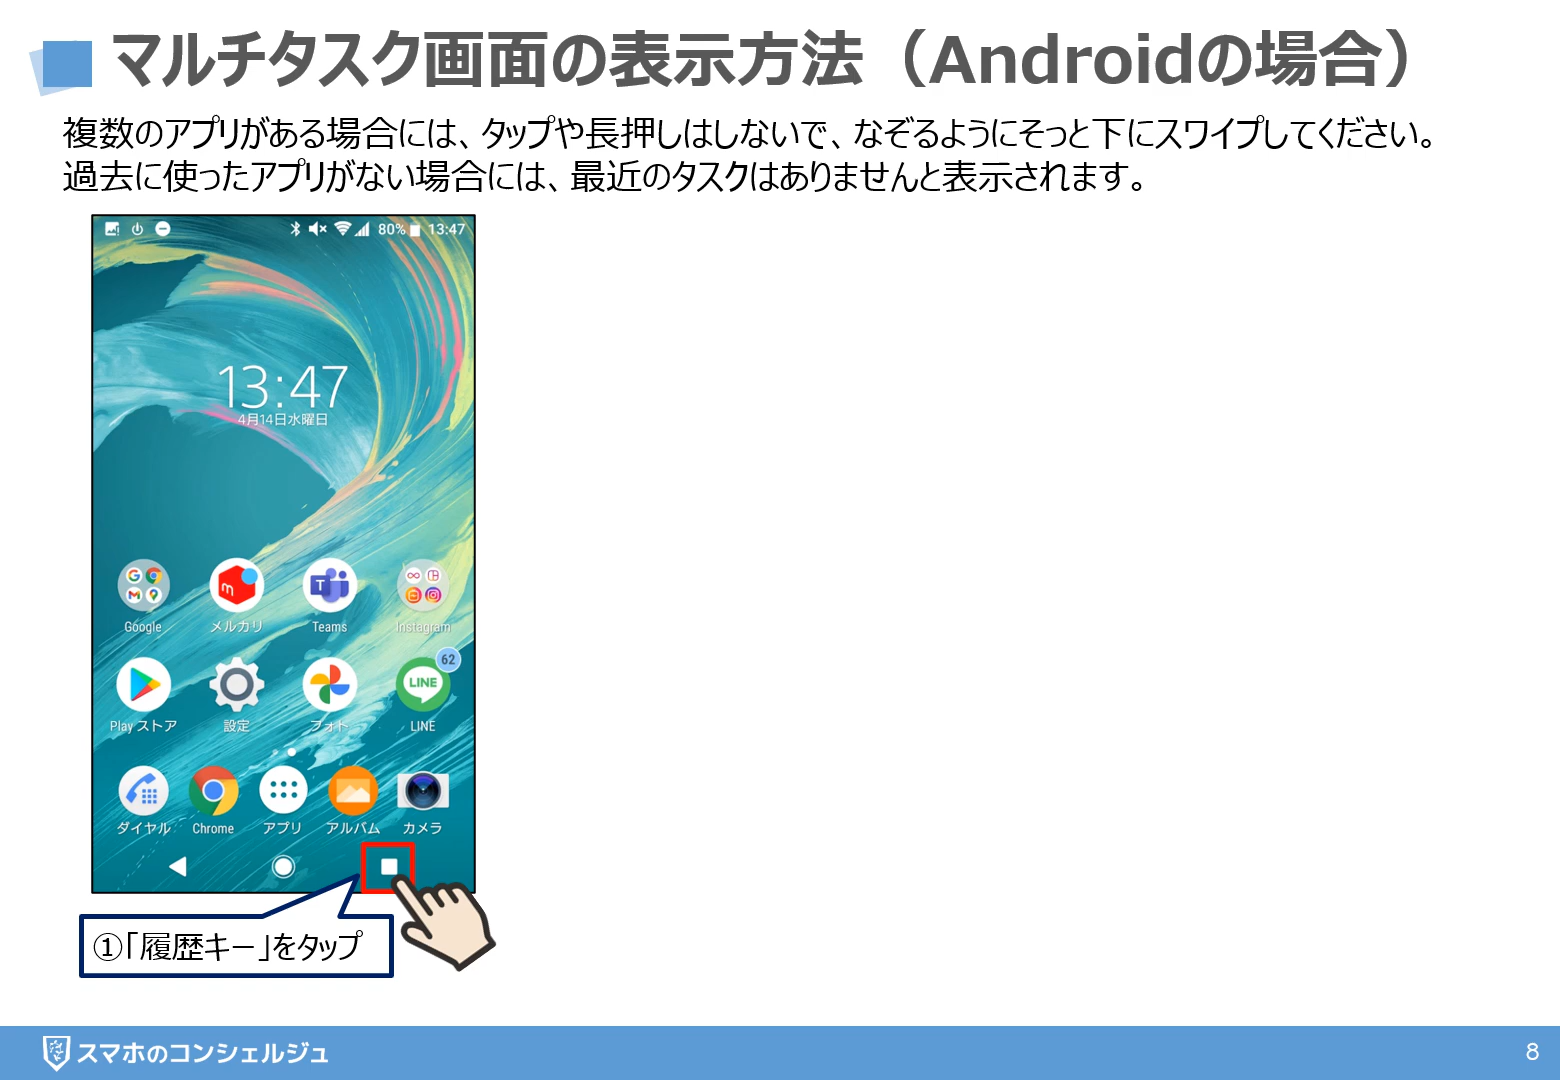 マルチタスク画面の表示方法（Androidの場合）
複数のアプリがある場合には、タップや長押しはしないで、なぞるようにそっと下にスワイプしてください。
過去に使ったアプリがない場合には、最近のタスクはありませんと表示されます。
80% 13:47
13:47
4月14日水曜日
Google メルカリ Teams Instagram
62
LINE
Play ストア 設定 フォト LINE
ダイヤル Chrome アプリ アルバム カメラ
①「履歴キー」をタップ
スマホのコンシェルジュ
8